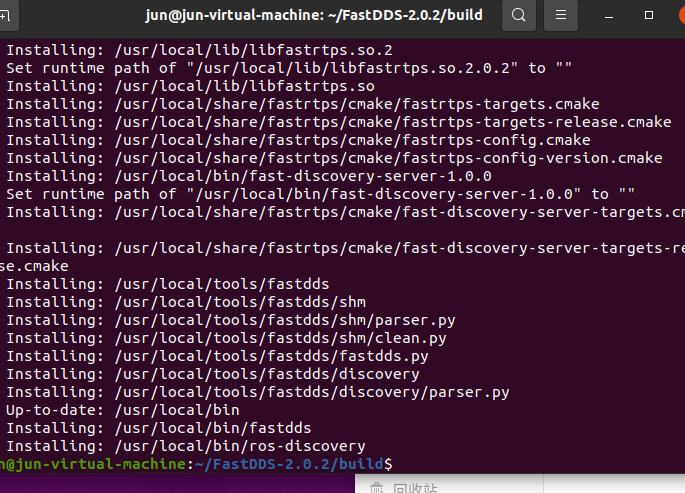 jun@jun-virtual-machine: ~/FastDDS-2.0.2/build
Installing: /usr/local/lib/libfastrtps.so.2
Set runtime path of "/usr/local/lib/libfastrtps.so.2.0.2" to ""
Installing: /usr/local/lib/libfastrtps.so
Installing: /usr/local/share/fastrtps/cmake/fastrtps-targets.cmake
Installing: /usr/local/share/fastrtps/cmake/fastrtps-targets-release.cmake
Installing: /usr/local/share/fastrtps/cmake/fastrtps-config.cmake
Installing: /usr/local/share/fastrtps/cmake/fastrtps-config-version.cmake
Installing: /usr/local/bin/fast-discovery-server-1.0.0
Set runtime path of "/usr/local/bin/fast-discovery-server-1.0.0" to ""
Installing: /usr/local/share/fastrtps/cmake/fast-discovery-server-targets.cm
Installing: /usr/local/share/fastrtps/cmake/fast-discovery-server-targets-re
se.cmake
Installing: /usr/local/tools/fastdds
Installing: /usr/local/tools/fastdds/shm
Installing: /usr/local/tools/fastdds/shm/parser.py
Installing: /usr/local/tools/fastdds/shm/clean.py
Installing: /usr/local/tools/fastdds/fastdds.py
Installing: /usr/local/tools/fastdds/discovery
Installing: /usr/local/tools/fastdds/discovery/parser.py
Up-to-date: /usr/local/bin
Installing: /usr/local/bin/fastdds
Installing: /usr/local/bin/ros-discovery
n@jun-virtual-machine:~/FastDDS-2.0.2/build$
回收站